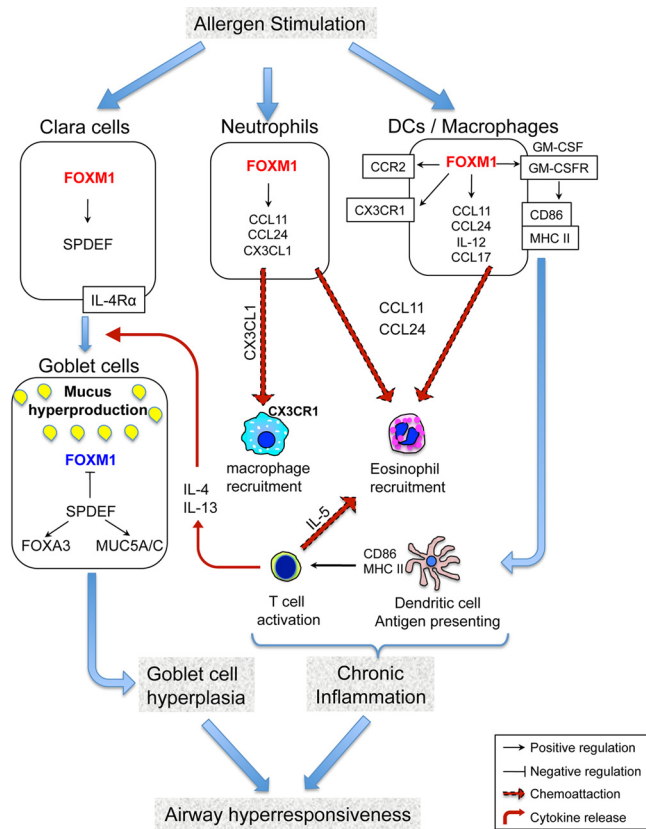 Allergen Stimulation
Clara cells
FOXM1
SPDEF
IL-4Rα
Neutrophils
FOXM1
CCL11
CCL24
CX3CL1
DCs / Macrophages
CCR2
FOXM1
GM-CSF
GM-CSFR
CX3CR1
CCL11
CCL24
IL-12
CCL17
CD86
MHC II
CX3CL1
CCL11
CCL24
Goblet cells
Mucus
hyperproduction
FOXM1
SPDEF
FOXA3
MUC5A/C
CX3CR1
macrophage
recruitment
Eosinophil
recruitment
IL-4
IL-13
IL-5
CD86
MHC II
T cell
activation
Dendritic cell
Antigen presenting
Goblet cell
hyperplasia
Chronic
Inflammation
Airway hyperresponsiveness
Positive regulation
Negative regulation
Chemoattaction
Cytokine release